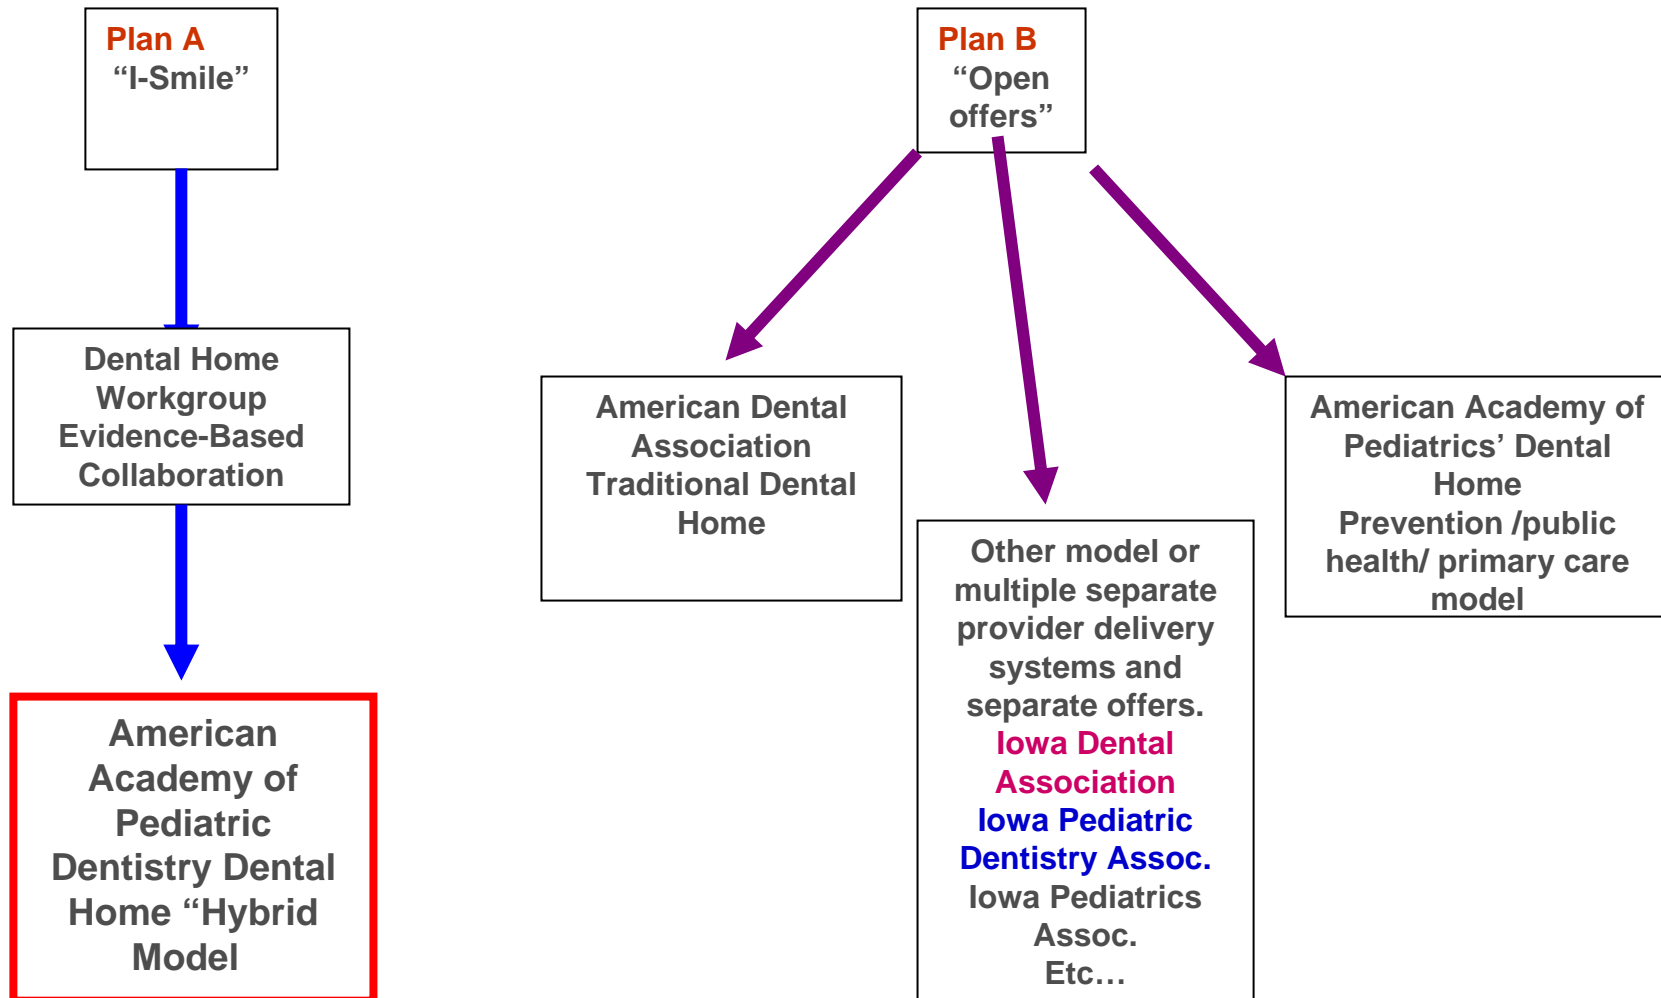 Plan A
“I-Smile”
Dental Home
Workgroup
Evidence-Based
Collaboration
American
Academy of
Pediatric
Dentistry Dental
Home “Hybrid
Model
Plan B
“Open
offers”
American Dental
Association
Traditional Dental
Home
Other model or
multiple separate
provider delivery
systems and
separate offers.
Iowa Dental
Association
Iowa Pediatric
Dentistry Assoc.
Iowa Pediatrics
Assoc.
Etc…
American Academy of
Pediatrics’ Dental
Home
Prevention /public
health/ primary care
model